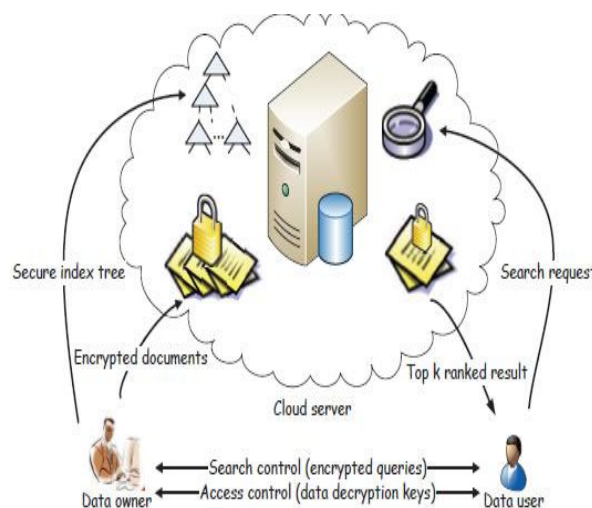 ...
Secure index tree
Search request
Encrypted documents
Top k ranked result
Cloud server
Search control (encrypted queries)
Access control (data decryption keys)
Data owner
Data user